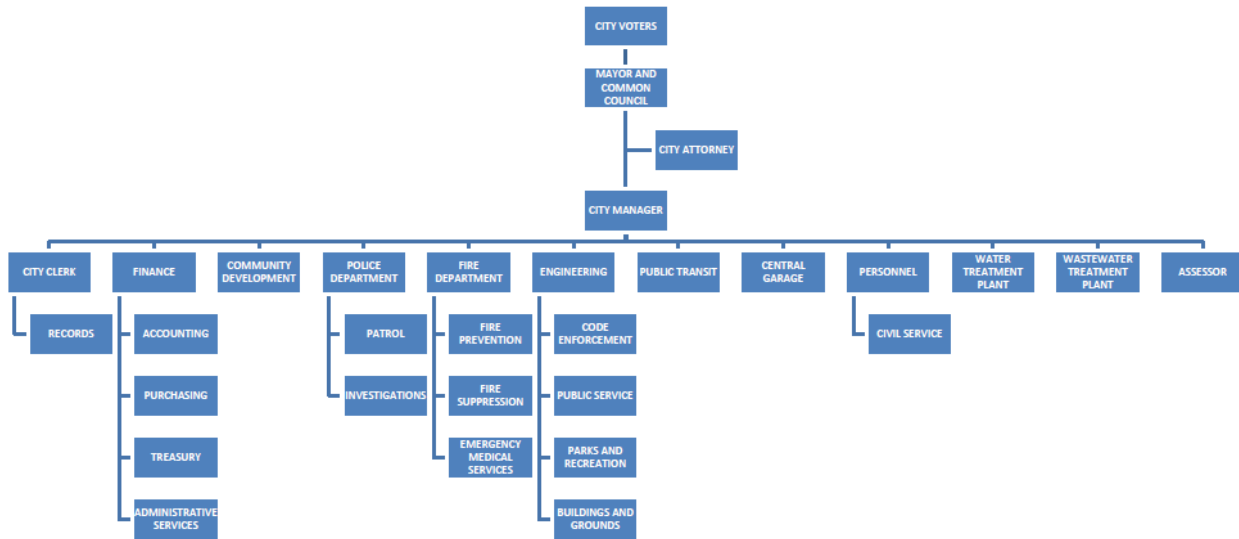 CITY VOTERS
MAYOR AND
COMMON
COUNCIL
CITY ATTORNEY
CITY MANAGER
CITY CLERK
FINANCE
COMMUNITY
DEVELOPMENT
POLICE
DEPARTMENT
FIRE
DEPARTMENT
ENGINEERING
PUBLIC TRANSIT
CENTRAL
GARAGE
PERSONNEL
WATER
TREATMENT
PLANT
WASTEWATER
TREATMENT
PLANT
ASSESSOR
RECORDS
ACCOUNTING
PATROL
FIRE
PREVENTION
CODE
ENFORCEMENT
CIVIL SERVICE
PURCHASING
INVESTIGATIONS
FIRE
SUPPRESSION
PUBLIC SERVICE
TREASURY
EMERGENCY
MEDICAL
SERVICES
PARKS AND
RECREATION
ADMINISTRATIVE
SERVICES
BUILDINGS AND
GROUNDS